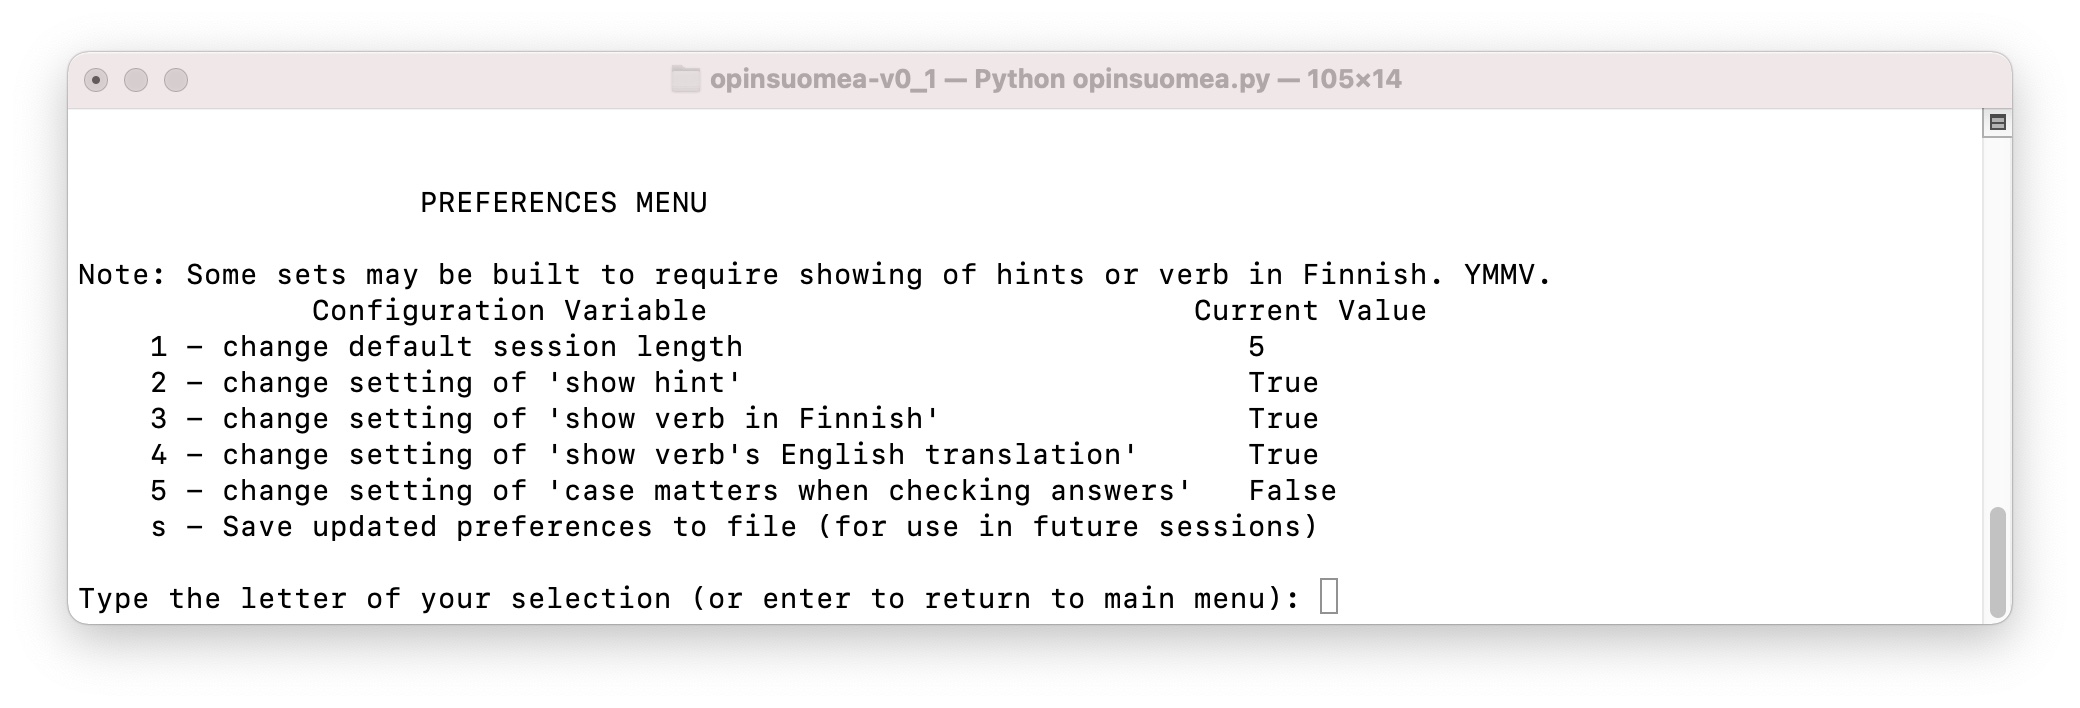 opinsuomea-v0_1 — Python opinsuomea.py — 105×14
PREFERENCES MENU
Note: Some sets may be built to require showing of hints or verb in Finnish. YMMV.
Configuration Variable Current Value
1 – change default session length 5
2 – change setting of 'show hint' True
3 – change setting of 'show verb in Finnish' True
4 – change setting of 'show verb's English translation' True
5 – change setting of 'case matters when checking answers' False
s – Save updated preferences to file (for use in future sessions)
Type the letter of your selection (or enter to return to main menu):